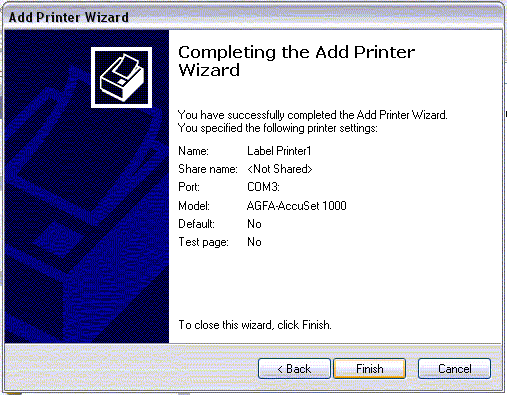 Add Printer Wizard
Completing the Add Printer
Wizard
You have successfully completed the Add Printer Wizard.
You specified the following printer settings:
Name: Label Printer1
Share name: <Not Shared>
Port: COM3:
Model: AGFA-AccuSet 1000
Default: No
Test page: No
To close this wizard, click Finish.
< Back Finish Cancel